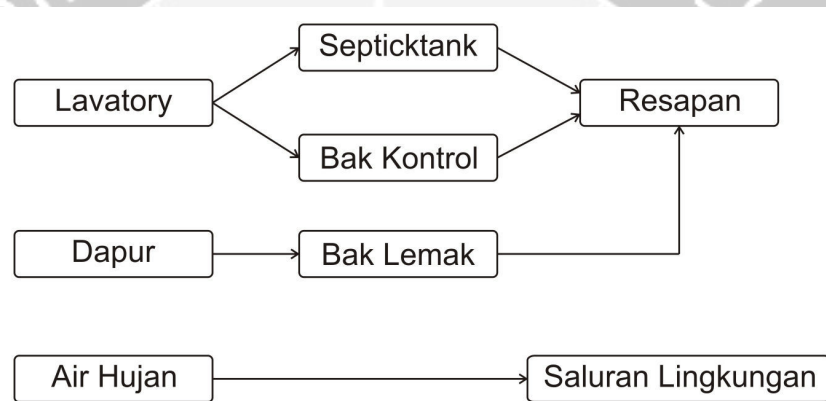 Septicktank
Lavatory
Resapan
Bak Kontrol
Dapur
Bak Lemak
Air Hujan
Saluran Lingkungan